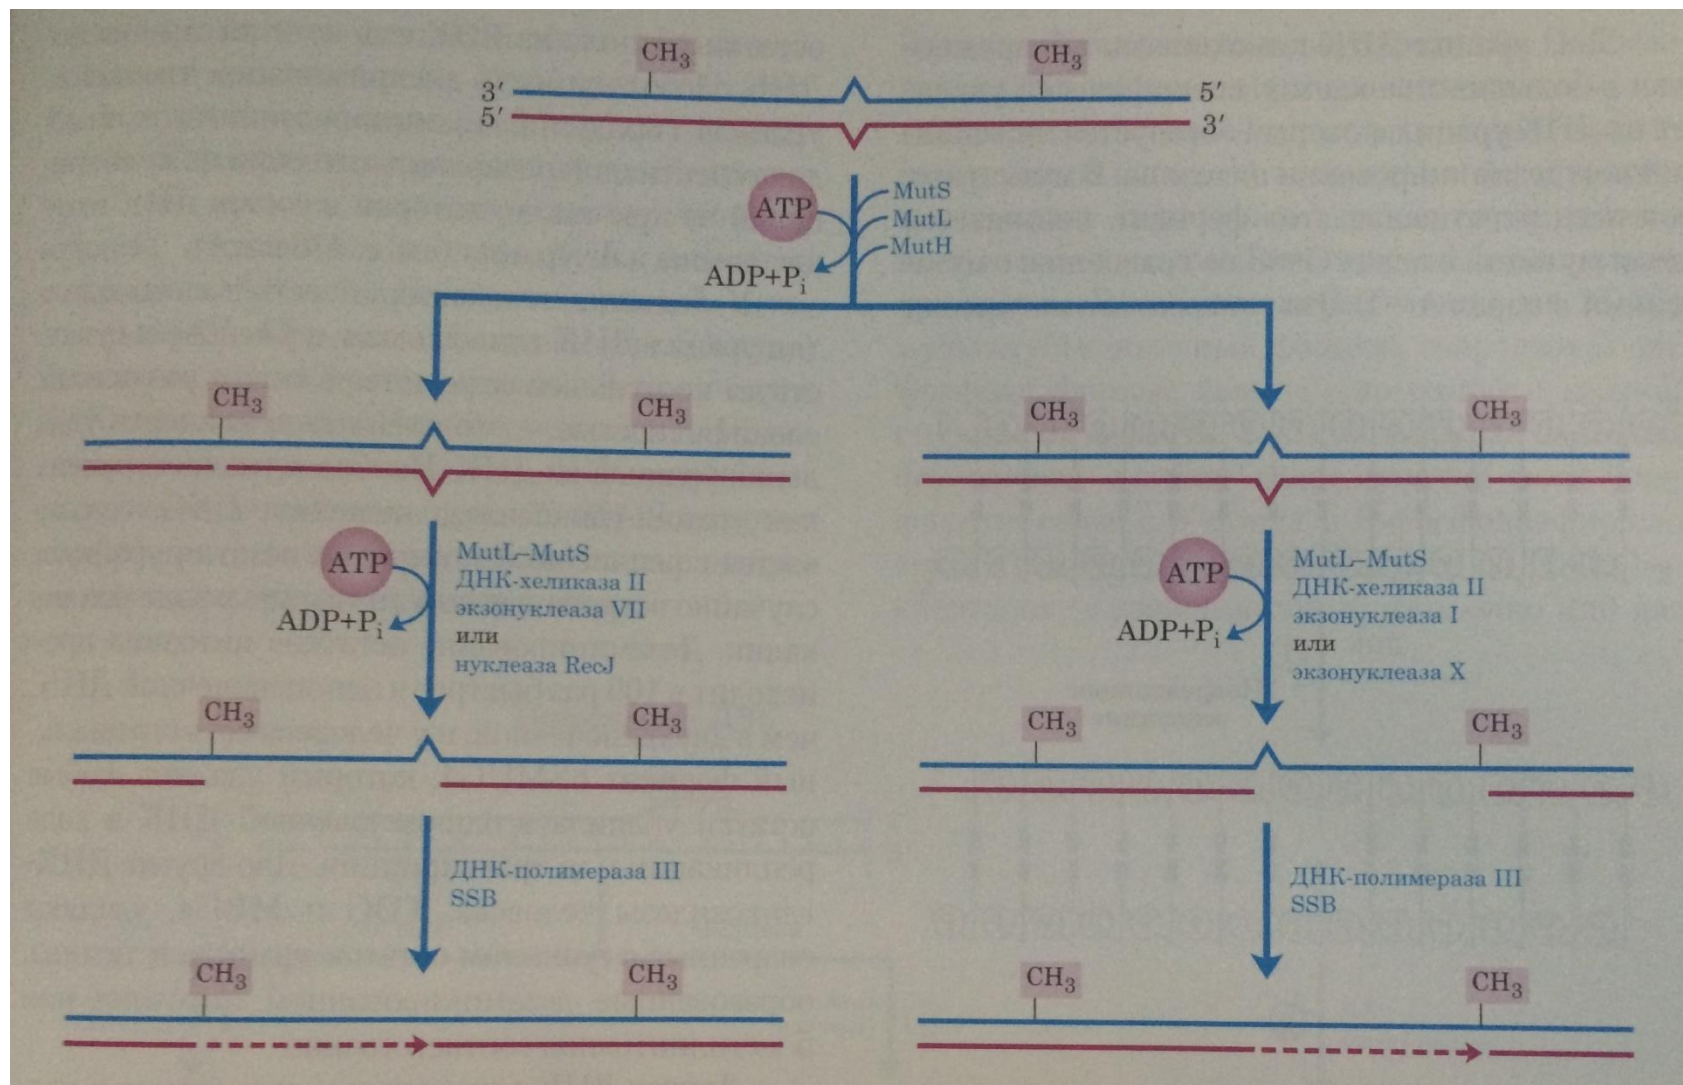 CH3 CH3
3′ 5′
5′ 3′
ATP
MutS
MutL
MutH
ADP+Pi
CH3 CH3
ATP
ADP+Pi
MutL–MutS
ДНК-хеликаза II
экзонуклеаза VII
или
нуклеаза RecJ
CH3 CH3
ДНК-полимераза III
SSB
CH3 CH3
CH3 CH3
ATP
ADP+Pi
MutL–MutS
ДНК-хеликаза II
экзонуклеаза I
или
экзонуклеаза X
CH3 CH3
ДНК-полимераза III
SSB
CH3 CH3